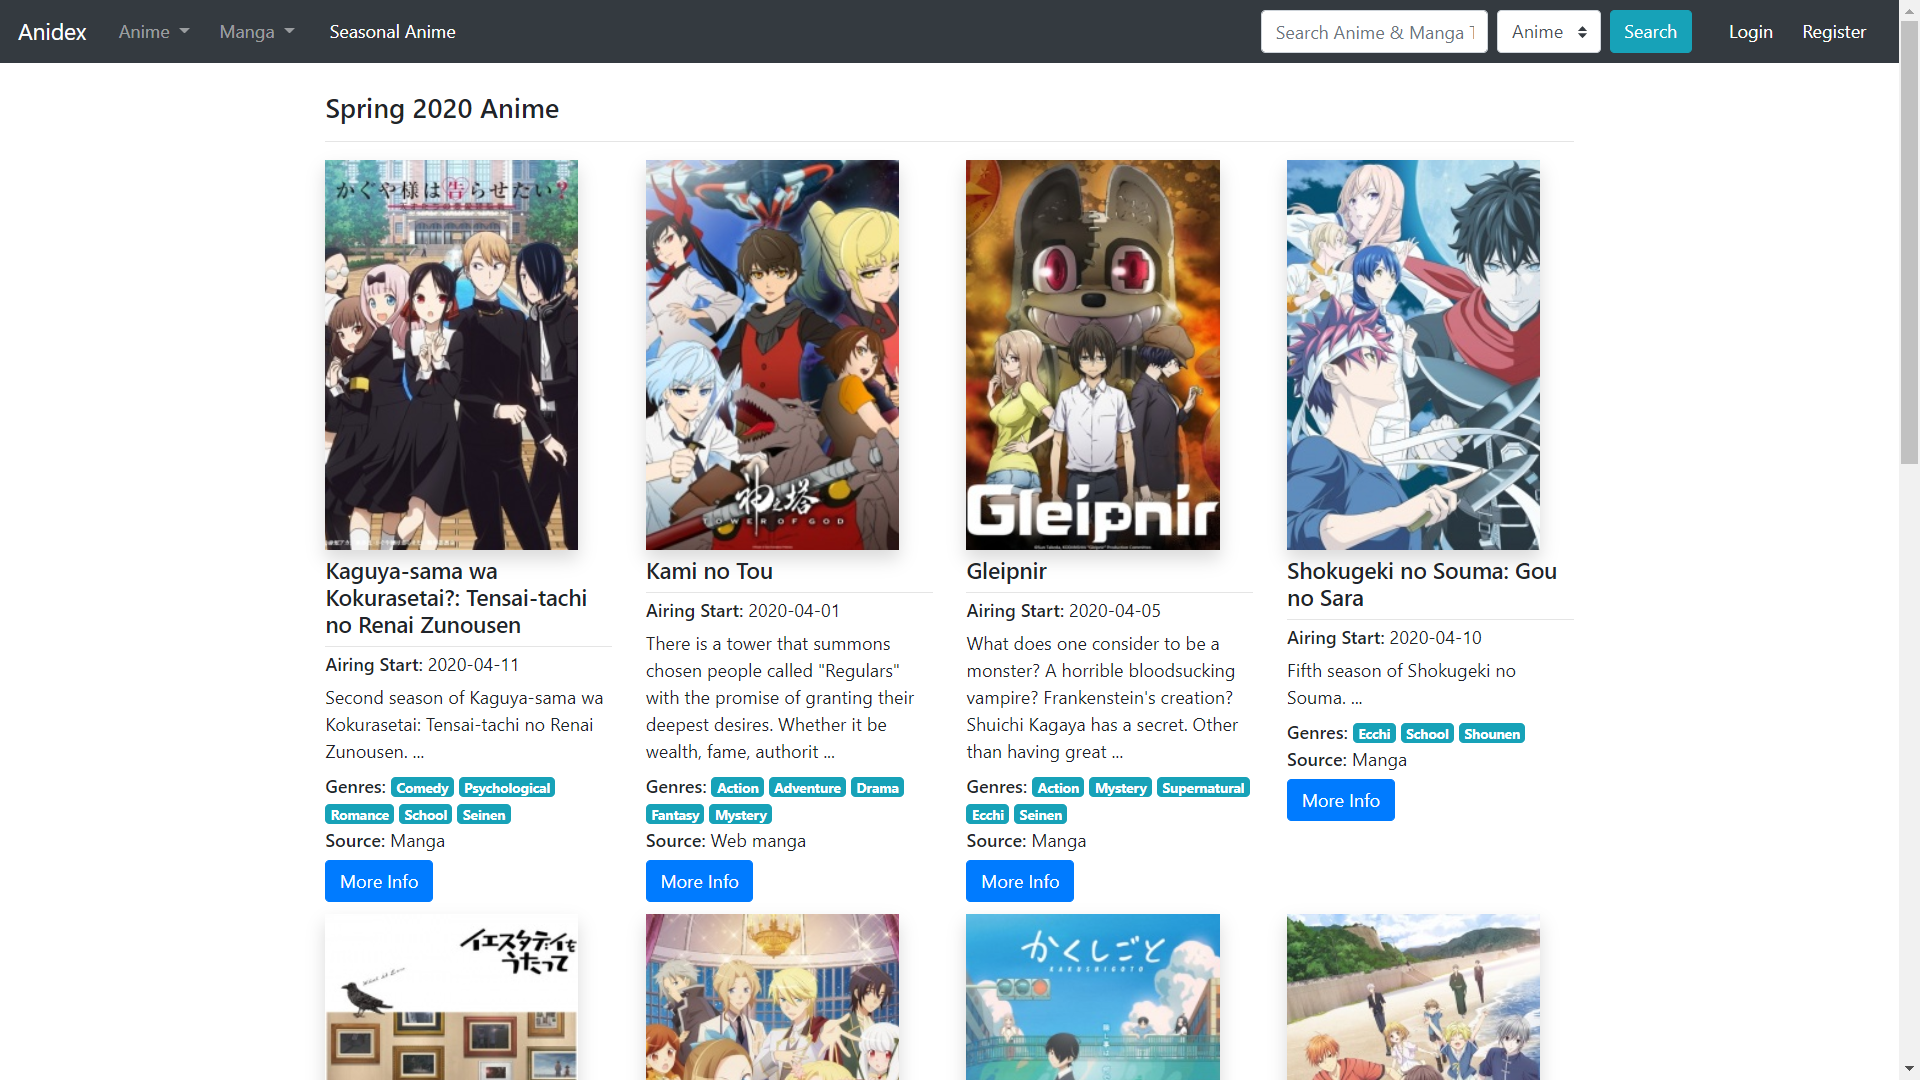 Anidex Anime Manga Seasonal Anime Search Anime & Manga T Anime Search Login Register
Spring 2020 Anime
かぐや様は告らせたい?
神之塔
TOWER OF GOD
Gleipnir
Kaguya-sama wa
Kokurasetai?: Tensai-tachi
no Renai Zunousen
Airing Start: 2020-04-11
Second season of Kaguya-sama wa
Kokurasetai: Tensai-tachi no Renai
Zunousen. ...
Genres: Comedy Psychological
Romance School Seinen
Source: Manga
More Info
Kami no Tou
Airing Start: 2020-04-01
There is a tower that summons
chosen people called "Regulars"
with the promise of granting their
deepest desires. Whether it be
wealth, fame, authorit ...
Genres: Action Adventure Drama
Fantasy Mystery
Source: Web manga
More Info
Gleipnir
Airing Start: 2020-04-05
What does one consider to be a
monster? A horrible bloodsucking
vampire? Frankenstein's creation?
Shuichi Kagaya has a secret. Other
than having great ...
Genres: Action Mystery Supernatural
Ecchi Seinen
Source: Manga
More Info
Shokugeki no Souma: Gou
no Sara
Airing Start: 2020-04-10
Fifth season of Shokugeki no
Souma. ...
Genres: Ecchi School Shounen
Source: Manga
More Info
イエスタデイを
うたって
かくしごと
KAKUSHIGOTO